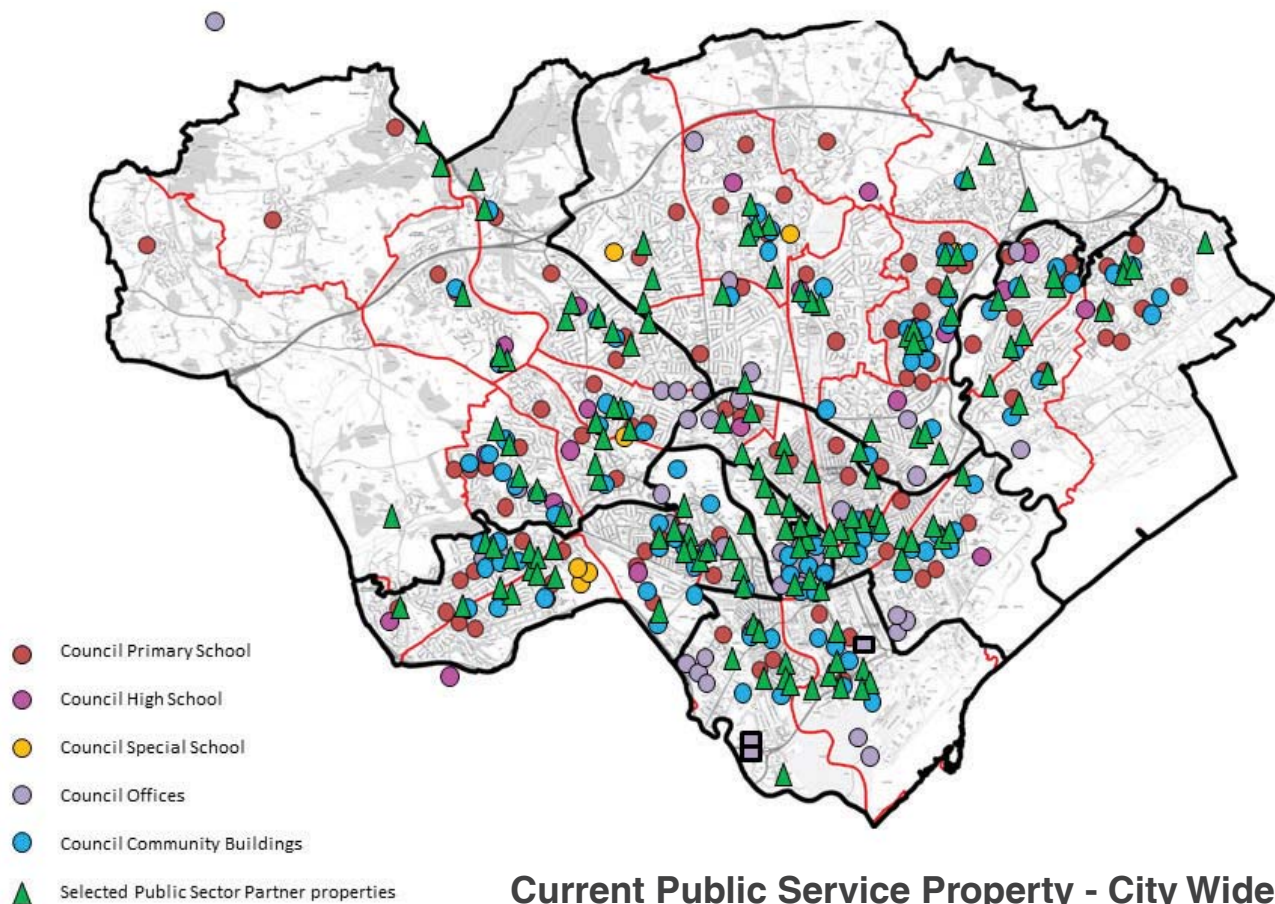 Council Primary School
Council High School
Council Special School
Council Offices
Council Community Buildings
Selected Public Sector Partner properties
Current Public Service Property - City Wide